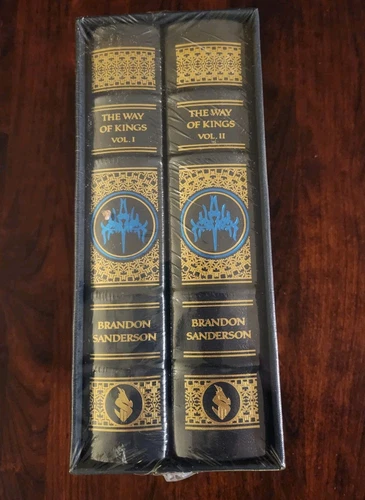 THE WAY
OF KINGS
VOL. I
BRANDON
SANDERSON
THE WAY
OF KINGS
VOL. II
BRANDON
SANDERSON